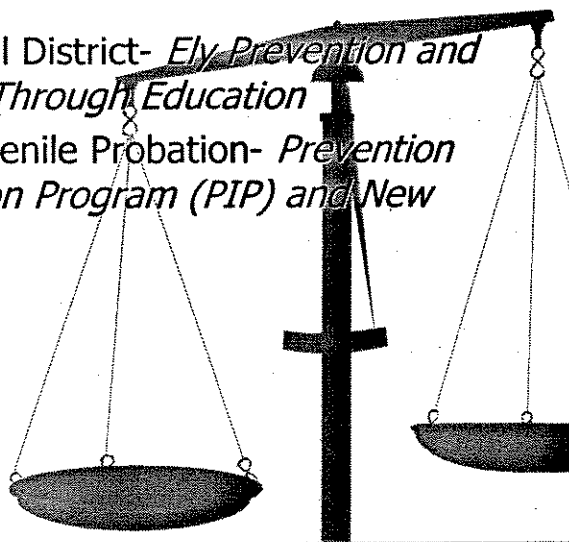 l District- Ely Prevention and
Through Education
enile Probation- Prevention
on Program (PIP) and New